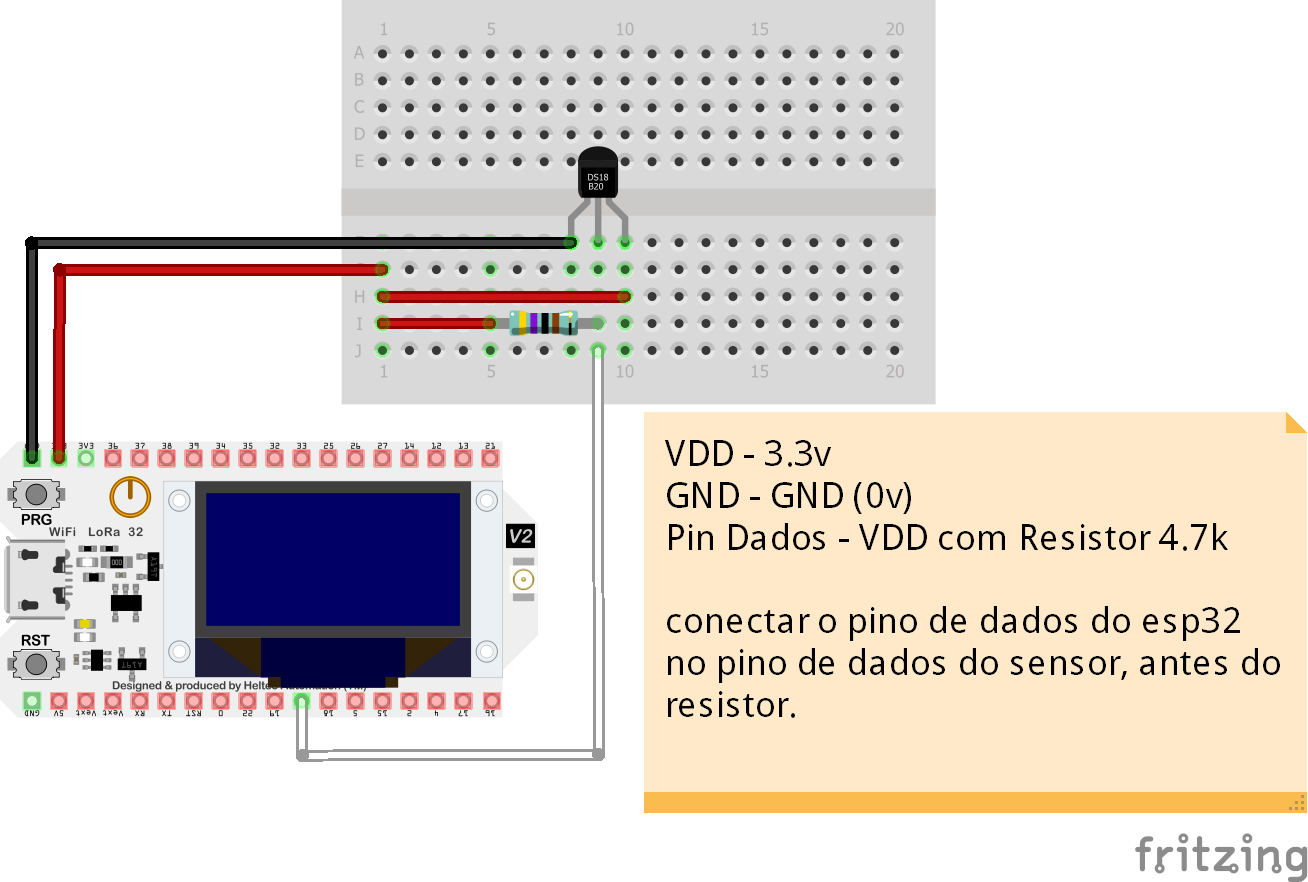 1 5 10 15 20
A
B
C
D
E
DS18
B20
H
I
J
1 5 10 15 20
3V3 36 37 38 39 34 35 32 33 25 26 27 14 12 13 21
PRG
WiFi LoRa 32
V2
RST
Designed & produced by
GND 5V Vext Vext RX TX RST 0 22 19 18 5 15 2 4 17 16
VDD - 3.3v
GND - GND (0v)
Pin Dados - VDD com Resistor 4.7k
conectar o pino de dados do esp32
no pino de dados do sensor, antes do
resistor.
fritzing